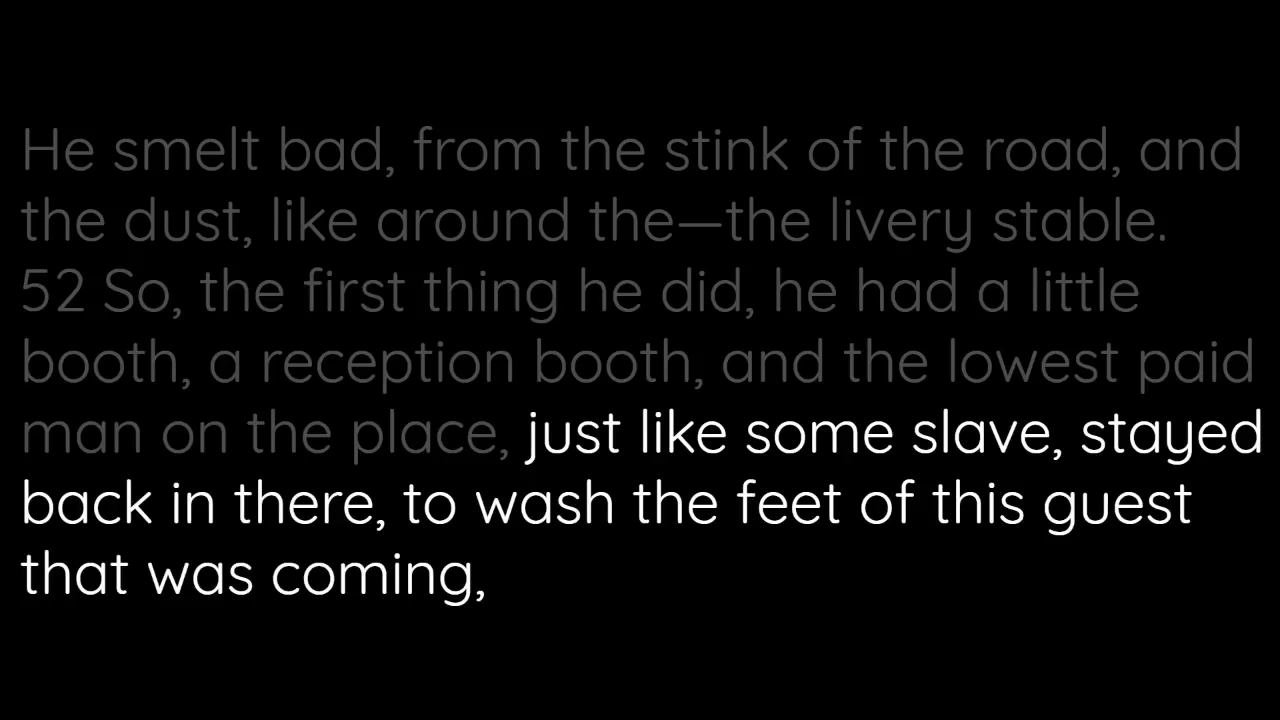 He smelt bad, from the stink of the road, and
the dust, like around the—the livery stable.
52 So, the first thing he did, he had a little
booth, a reception booth, and the lowest paid
man on the place, just like some slave, stayed
back in there, to wash the feet of this guest
that was coming,